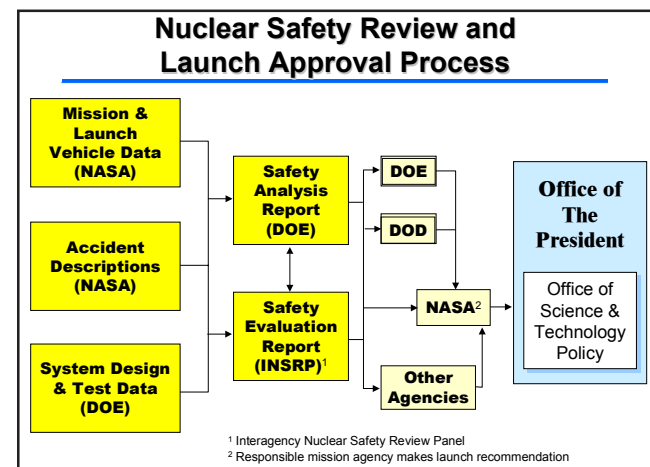 Nuclear Safety Review and
Launch Approval Process
Mission &
Launch
Vehicle Data
(NASA)
Accident
Descriptions
(NASA)
System Design
& Test Data
(DOE)
Safety
Analysis
Report
(DOE)
Safety
Evaluation
Report
(INSRP)¹
DOE
DOD
NASA²
Other
Agencies
Office of
The
President
Office of
Science &
Technology
Policy
¹ Interagency Nuclear Safety Review Panel
² Responsible mission agency makes launch recommendation